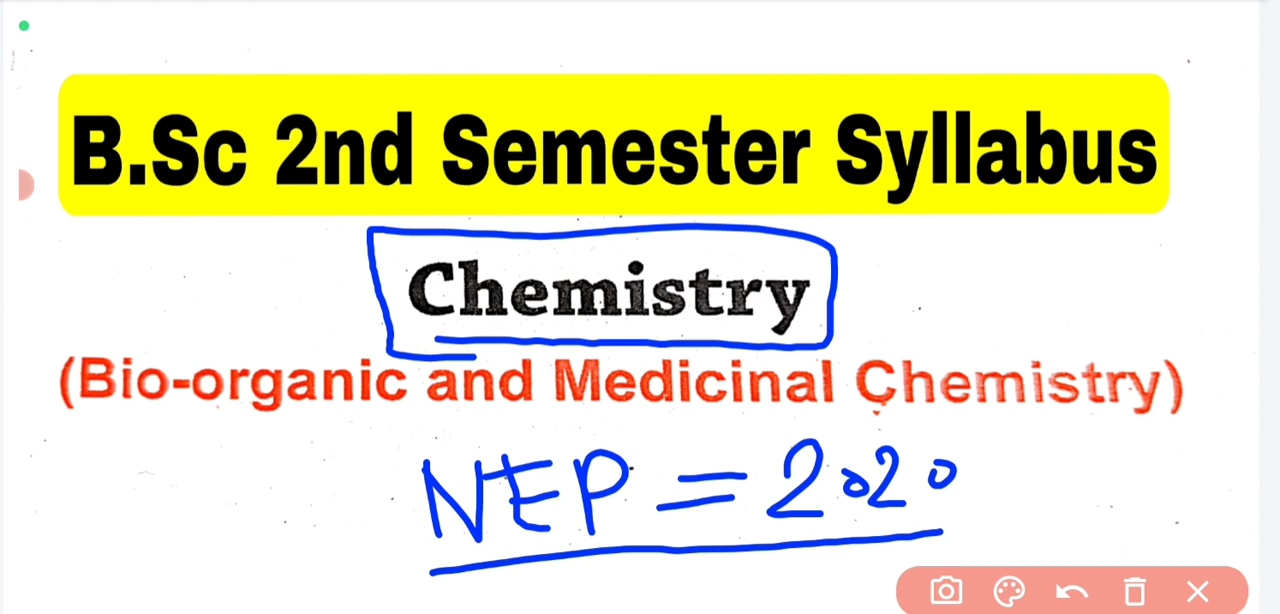 B.Sc 2nd Semester Syllabus
Chemistry
(Bio-organic and Medicinal Chemistry)
NEP = 2020